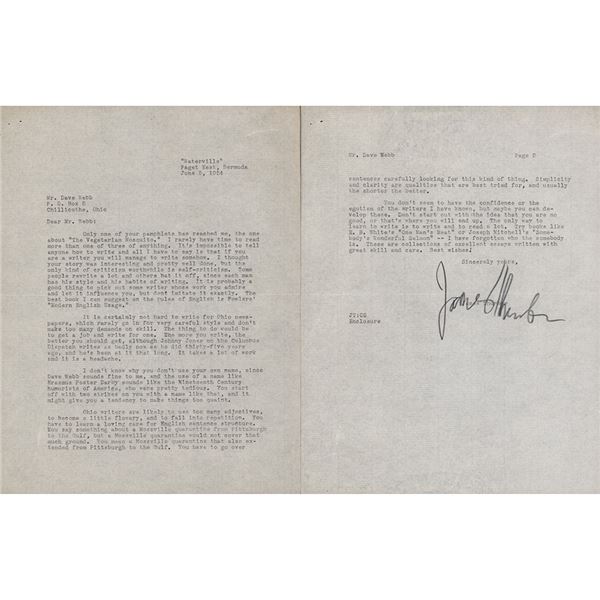 "Waterville"
Paget West, Bermuda
June 5, 1954
Mr. Dave Webb
P. O. Box 8
Chillicothe, Ohio
Dear Mr. Webb:
Only one of your pamphlets has reached me, the one
about "The Vegetarian Mosquito." I rarely have time to read
more than one of three of anything. It's impossible to tell
anyone how to write and all I have to say is that if you
are a writer you will manage to write somehow. I thought
your story was interesting and pretty well done, but the
only kind of criticism worthwhile is self-criticism. Some
people rewrite a lot and others bat it off, since each man
has his style and his habits of writing. It is probably a
good thing to pick out some writer whose style you admire
and let it influence you, but dont imitate it exactly. The
best book I can suggest on the rules of English is Fowlers'
"Modern English Usage."
It is certainly not hard to write for Ohio news-
papers, which rarely go in for very careful style and don't
make too many demands on skill. The thing to do would be
to get a job and write for one. The more you write, the
better you should get, although Johnny Jones on the Columbus
Dispatch writes as badly now as he did thirty-five years
ago, and he's been at it that long. It takes a lot of work
and it is a headache.
I don't know why you don't use your own name, since
Dave Webb sounds fine to me, and the use of a name like
Erasmus Foster Darby sounds like the Nineteenth Century
humorists of America, who were pretty tedious. You start
off with two strikes on you with a name like that, and it
might give you a tendency to make things too quaint.
Ohio writers are likely to use too many adjectives,
to become a little flowery, and to fall into repetition. You
have to learn a loving care for English sentence structure.
You say something about a Mossville quarantine from Pittsburgh
to the Gulf, but a Mossville quarantine would not cover that
much ground. You mean a Mossville quarantine that also ex-
tended from Pittsburgh to the Gulf. You have to go over
Mr. Dave Webb Page 2
sentences carefully looking for this kind of thing. Simplicity
and clarity are qualities that are best tried for, and usually
the shorter the better.
You don't seem to have the confidence or the
egotism of the writers I have known, but maybe you can de-
velop these. Don't start out with the idea that you are no
good, or that's where you will end up. The only way to
learn to write is to write and to read a lot. Try books like
E. B. White's "One Man's Meat" or Joseph Mitchell's "Some-
body's Wonderful Saloon" -- I have forgotten who the somebody
is. These are collections of excellent essays written with
great skill and care. Best wishes.
Sincerely yours,
James Thurber
JT:
Enclosure